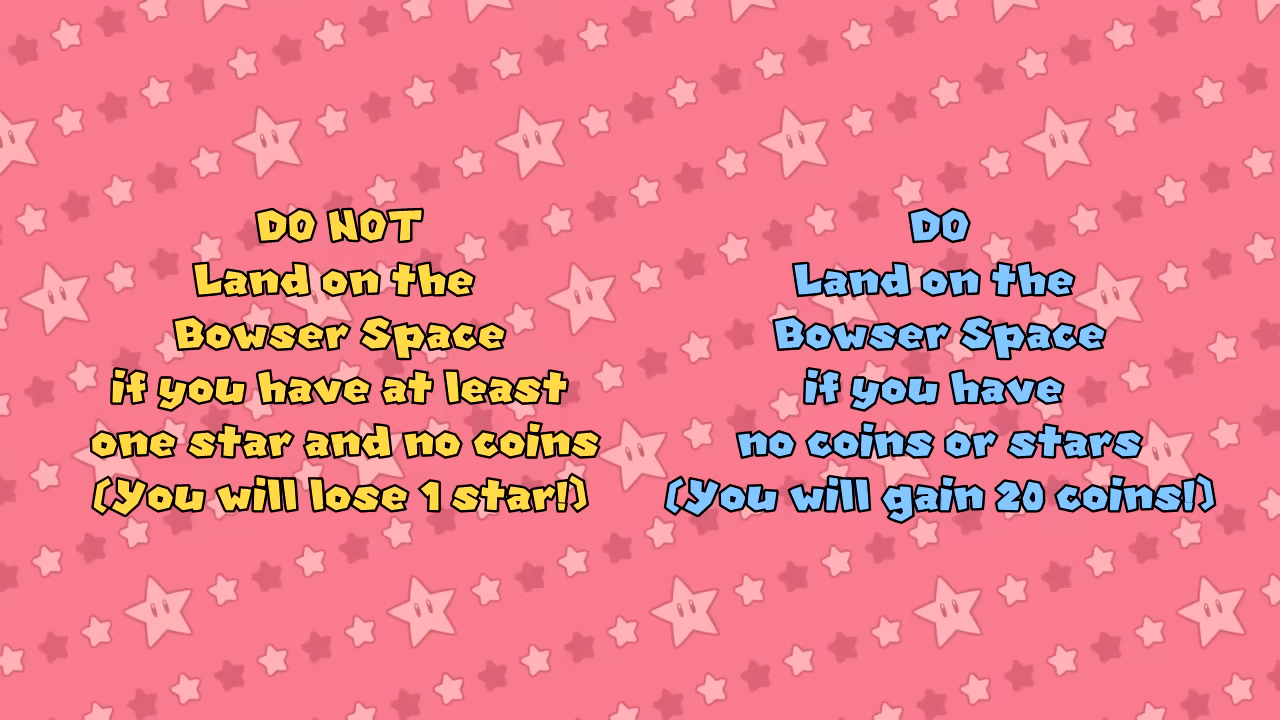 DO NOT
Land on the
Bowser Space
if you have at least
one star and no coins
(You will lose 1 star!)
DO
Land on the
Bowser Space
if you have
no coins or stars
(You will gain 20 coins!)